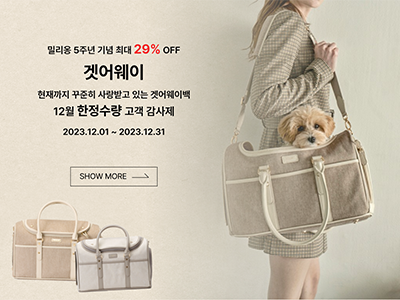 밀리옹 5주년 기념 최대 29% OFF
겟어웨이
현재까지 꾸준히 사랑받고 있는 겟어웨이백
12월 한정수량 고객 감사제
2023.12.01 ~ 2023.12.31
SHOW MORE